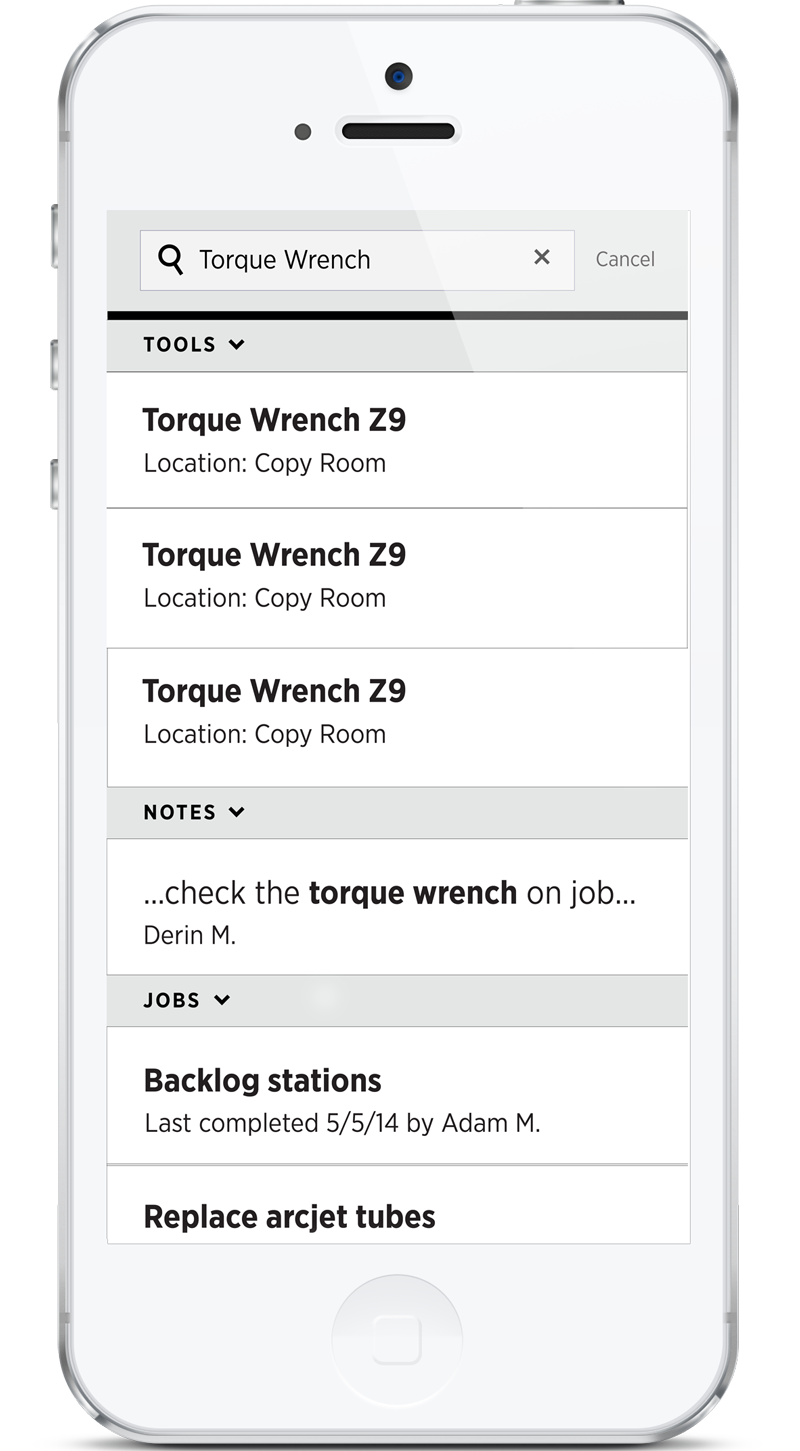 Torque Wrench
Cancel
TOOLS
Torque Wrench Z9
Location: Copy Room
Torque Wrench Z9
Location: Copy Room
Torque Wrench Z9
Location: Copy Room
NOTES
...check the torque wrench on job...
Derin M.
JOBS
Backlog stations
Last completed 5/5/14 by Adam M.
Replace arcjet tubes